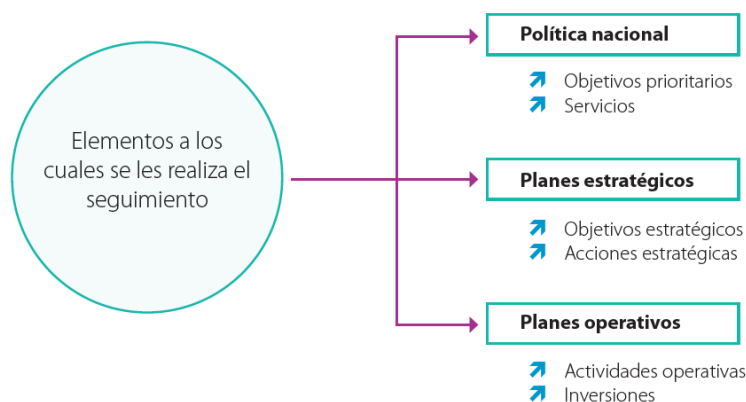 Elementos a los
cuales se les realiza el
seguimiento
Política nacional
Objetivos prioritarios
Servicios
Planes estratégicos
Objetivos estratégicos
Acciones estratégicas
Planes operativos
Actividades operativas
Inversiones